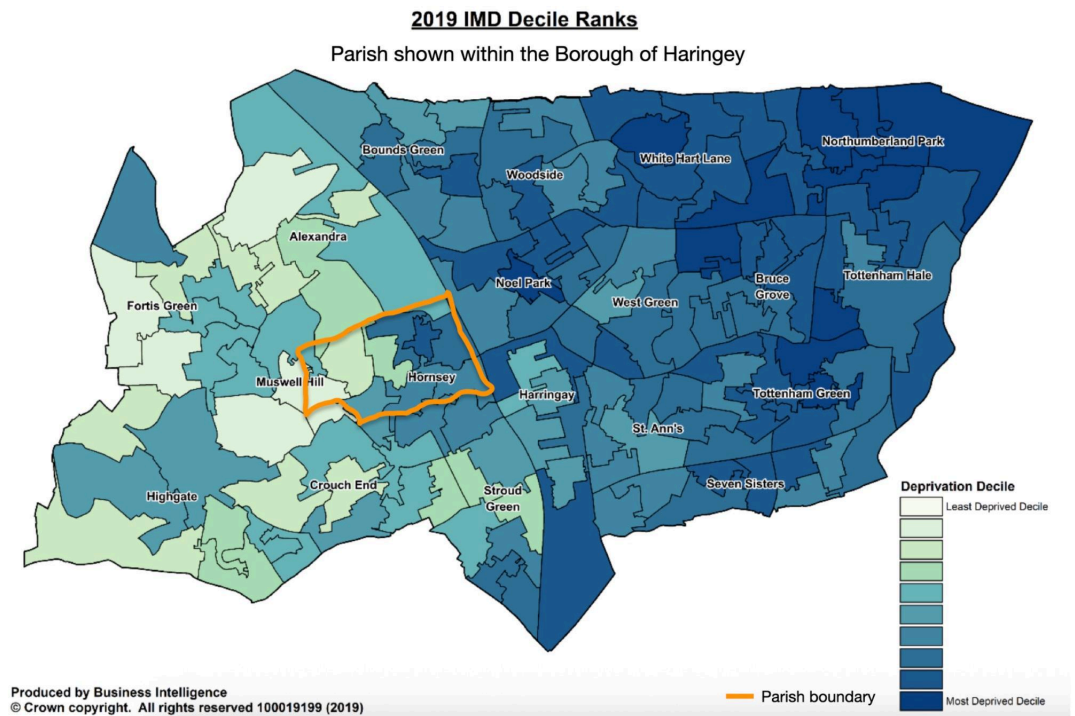 2019 IMD Decile Ranks
Parish shown within the Borough of Haringey
Northumberland Park
Bounds Green
White Hart Lane
Woodside
Alexandra
Noel Park
Bruce
Grove
Tottenham Hale
Fortis Green
West Green
Muswell Hill
Hornsey
Harringay
Tottenham Green
St. Ann's
Crouch End
Seven Sisters
Highgate
Stroud
Green
Deprivation Decile
Least Deprived Decile
Most Deprived Decile
Parish boundary
Produced by Business Intelligence
© Crown copyright. All rights reserved 100019199 (2019)